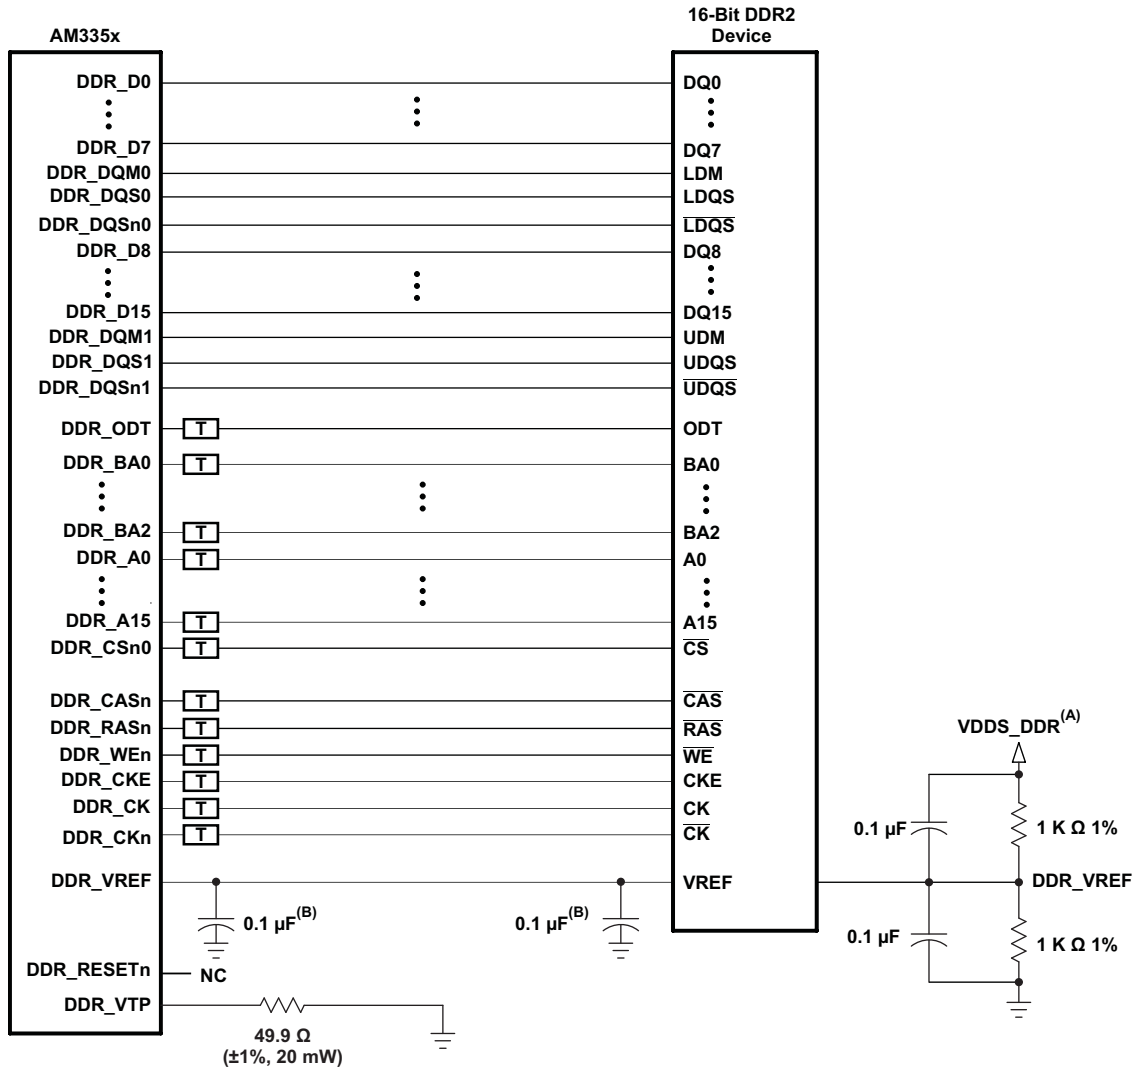 AM335x
16-Bit DDR2
Device
DDR_D0
DQ0
DDR_D7
DQ7
DDR_DQM0
LDM
DDR_DQS0
LDQS
DDR_DQSn0
LDQS
DDR_D8
DQ8
DDR_D15
DQ15
DDR_DQM1
UDM
DDR_DQS1
UDQS
DDR_DQSn1
UDQS
DDR_ODT
T
ODT
DDR_BA0
T
BA0
DDR_BA2
T
BA2
DDR_A0
T
A0
DDR_A15
T
A15
DDR_CSn0
T
CS
DDR_CASn
T
CAS
DDR_RASn
T
RAS
DDR_WEn
T
WE
DDR_CKE
T
CKE
DDR_CK
T
CK
DDR_CKn
T
CK
DDR_VREF
VREF
0.1 µF(B)
0.1 µF(B)
VDDS_DDR(A)
0.1 µF
1 K Ω 1%
DDR_VREF
0.1 µF
1 K Ω 1%
DDR_RESETn
NC
DDR_VTP
49.9 Ω
(±1%, 20 mW)